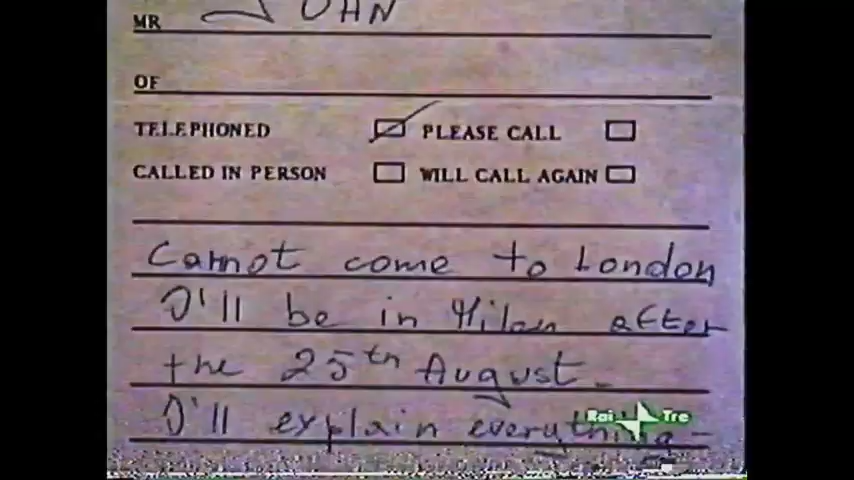 MR JOHN
OF
TELEPHONED PLEASE CALL
CALLED IN PERSON WILL CALL AGAIN
Cannot come to London
I'll be in Milan after
the 25th August.
I'll explain everything
Rai Tre